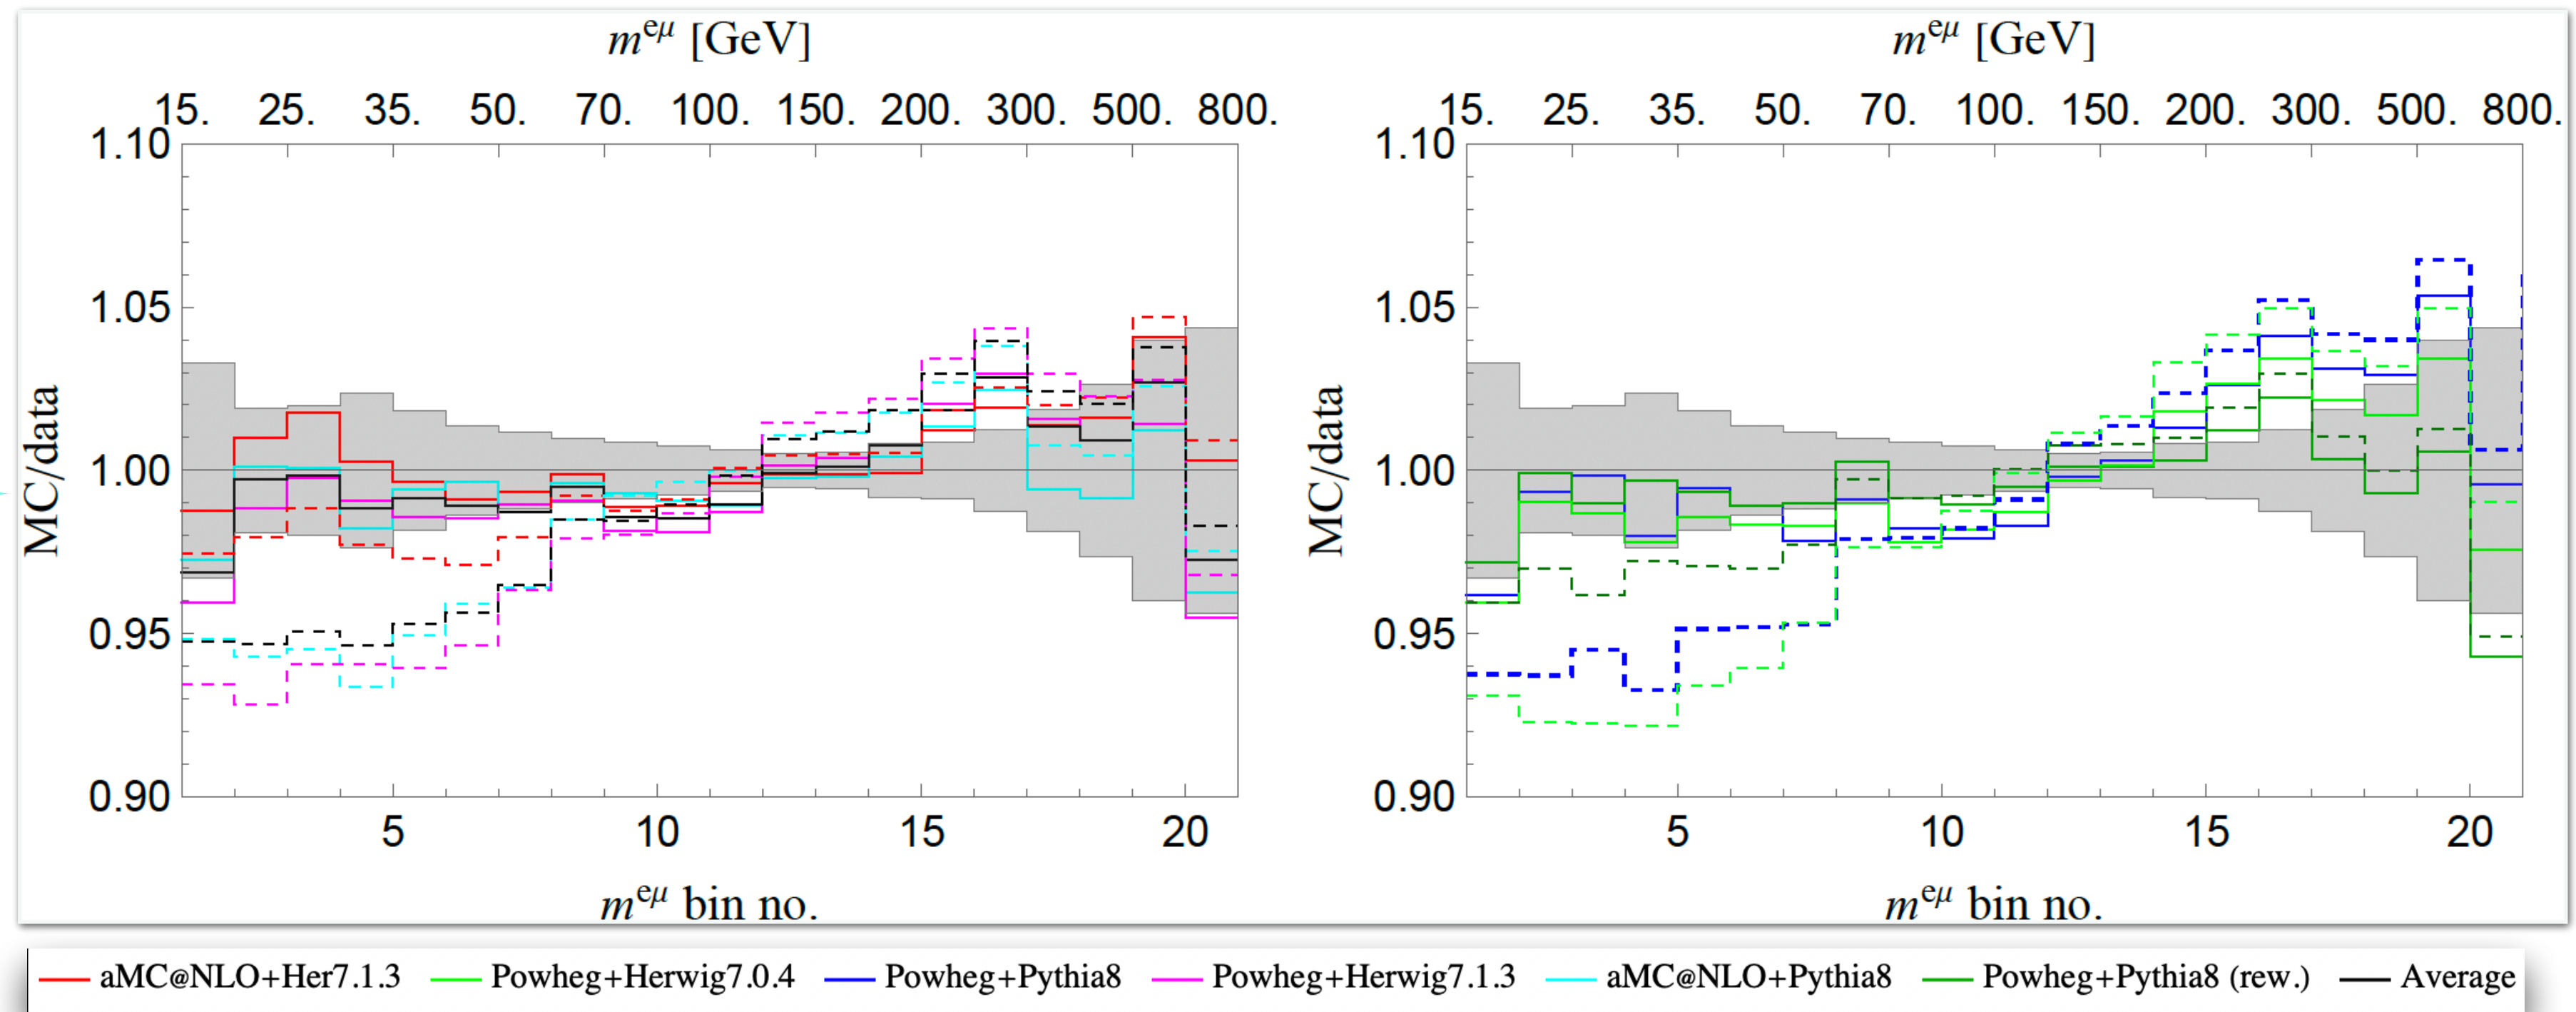 m^{eμ} [GeV]
15. 25. 35. 50. 70. 100. 150. 200. 300. 500. 800.
1.10
1.05
1.00
0.95
0.90
MC/data
5 10 15 20
m^{eμ} bin no.
m^{eμ} [GeV]
15. 25. 35. 50. 70. 100. 150. 200. 300. 500. 800.
1.10
1.05
1.00
0.95
0.90
MC/data
5 10 15 20
m^{eμ} bin no.
aMC@NLO+Her7.1.3 Powheg+Herwig7.0.4 Powheg+Pythia8 Powheg+Herwig7.1.3 aMC@NLO+Pythia8 Powheg+Pythia8 (rew.) Average